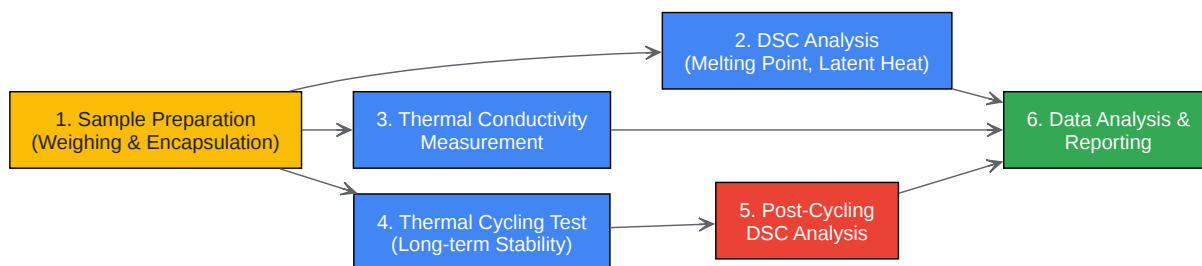 1. Sample Preparation
(Weighing & Encapsulation)
2. DSC Analysis
(Melting Point, Latent Heat)
3. Thermal Conductivity
Measurement
4. Thermal Cycling Test
(Long-term Stability)
5. Post-Cycling
DSC Analysis
6. Data Analysis &
Reporting